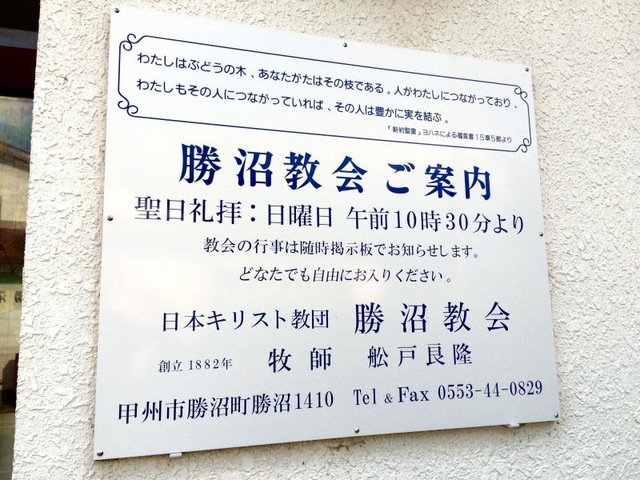 わたしはぶどうの木、あなたがたはその枝である。人がわたしにつながっており、
わたしもその人につながっていれば、その人は豊かに実を結ぶ。
「新約聖書」ヨハネによる福音書15章5節より
勝沼教会ご案内
聖日礼拝：日曜日 午前10時30分より
教会の行事は随時掲示板でお知らせします。
どなたでも自由にお入りください。
日本キリスト教団 勝沼教会
創立1882年 牧師 舩戸良隆
甲州市勝沼町勝沼1410 Tel & Fax 0553-44-0829